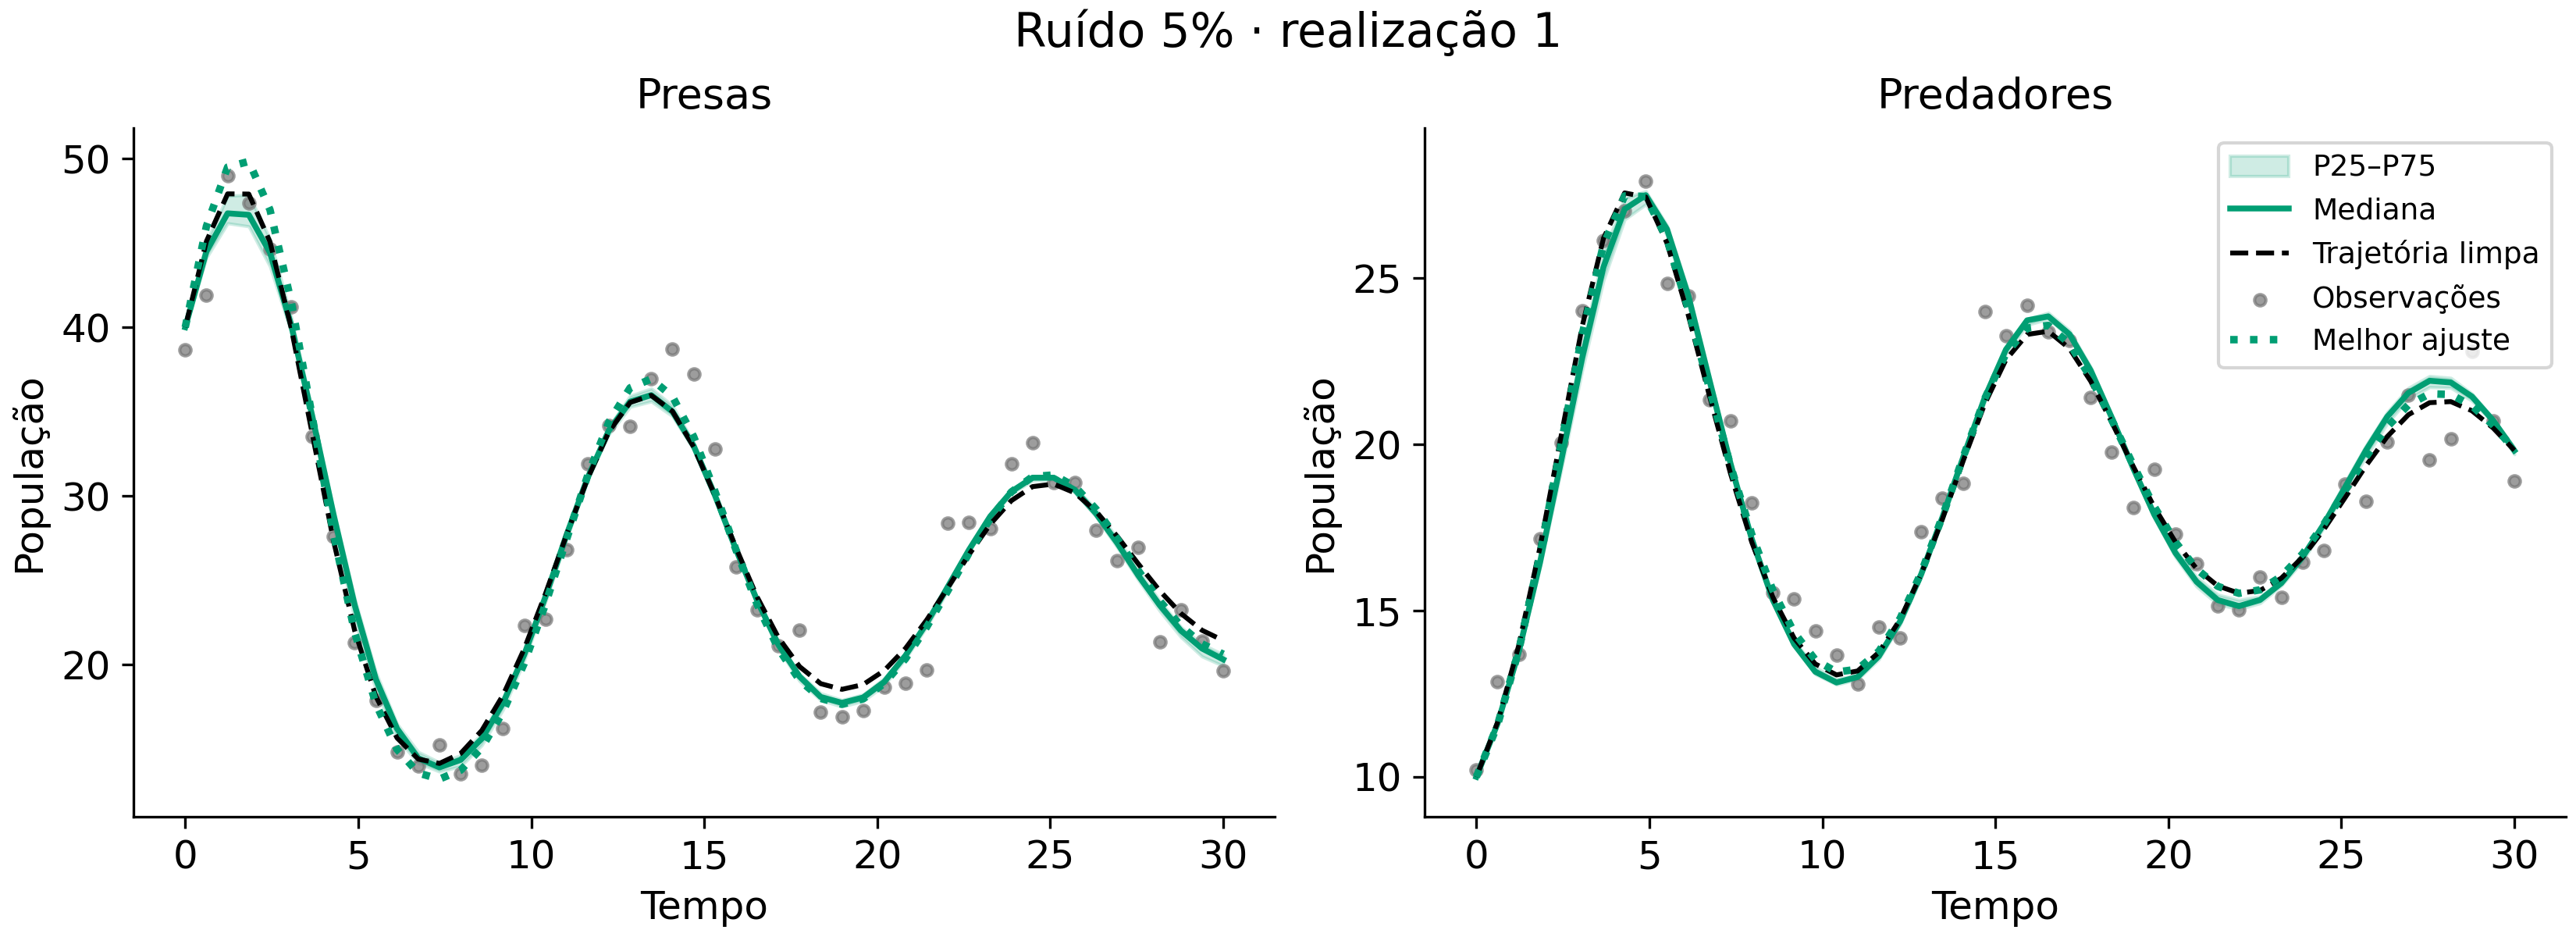 Ruído 5% · realização 1
Presas
Predadores
População
50
40
30
20
0 5 10 15 20 25 30
Tempo
População
25
20
15
10
0 5 10 15 20 25 30
Tempo
P25–P75
Mediana
Trajetória limpa
Observações
Melhor ajuste